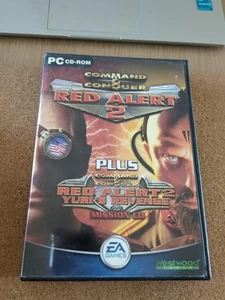 PC CD-ROM
COMMAND & CONQUER
RED ALERT
2
PLUS
COMMAND & CONQUER
RED ALERT 2
YURI'S REVENGE
MISSION CD
EA
GAMES
Westwood